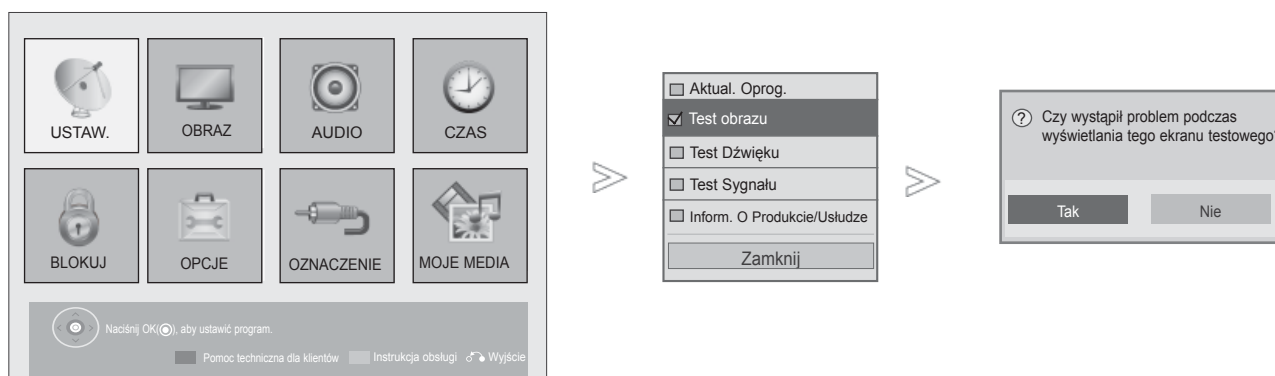 USTAW.
OBRAZ
AUDIO
CZAS
BLOKUJ
OPCJE
OZNACZENIE
MOJE MEDIA
Naciśnij OK(◉), aby ustawić program.
Pomoc techniczna dla klientów Instrukcja obsługi Wyjście
Aktual. Oprog.
Test obrazu
Test Dźwięku
Test Sygnału
Inform. O Produkcie/Usłudze
Zamknij
? Czy wystąpił problem podczas
wyświetlania tego ekranu testowego?
Tak Nie